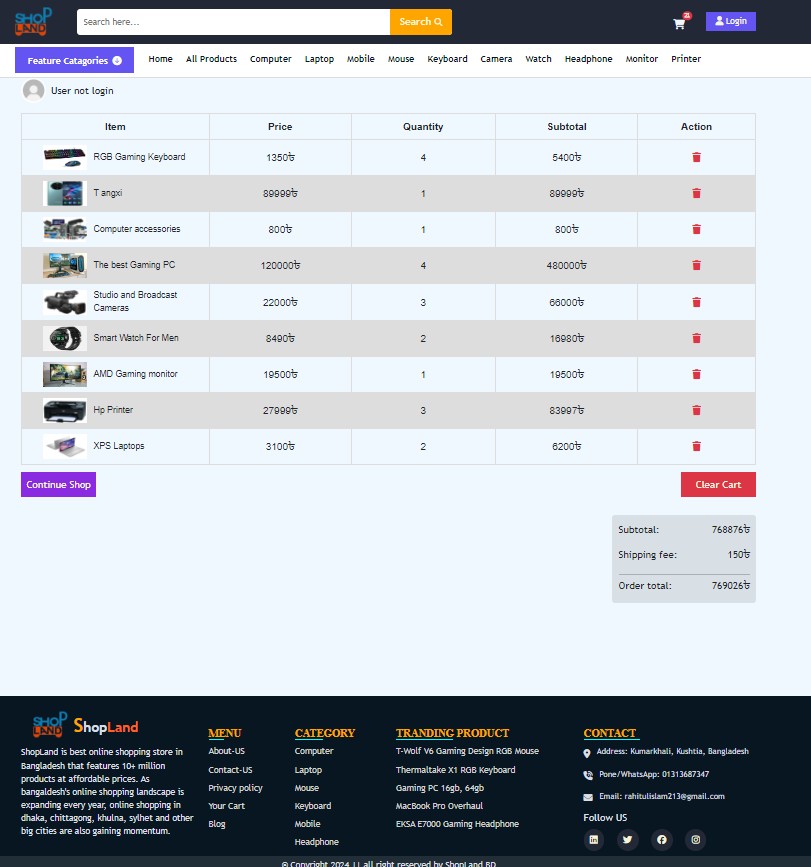 SHOP
LAND
Search here...
Search
21
Login
Feature Catagories
Home All Products Computer Laptop Mobile Mouse Keyboard Camera Watch Headphone Monitor Printer
User not login
Item Price Quantity Subtotal Action
RGB Gaming Keyboard 1350৳ 4 5400৳
T angxi 89999৳ 1 89999৳
Computer accessories 800৳ 1 800৳
The best Gaming PC 120000৳ 4 480000৳
Studio and Broadcast
Cameras 22000৳ 3 66000৳
Smart Watch For Men 8490৳ 2 16980৳
AMD Gaming monitor 19500৳ 1 19500৳
Hp Printer 27999৳ 3 83997৳
XPS Laptops 3100৳ 2 6200৳
Continue Shop
Clear Cart
Subtotal: 768876৳
Shipping fee: 150৳
Order total: 769026৳
SHOP
LAND
ShopLand
ShopLand is best online shopping store in
Bangladesh that features 10+ million
products at affordable prices. As
bangaldesh's online shopping landscape is
expanding every year, online shopping in
dhaka, chittagong, khulna, sylhet and other
big cities are also gaining momentum.
MENU
About-US
Contact-US
Privacy policy
Your Cart
Blog
CATEGORY
Computer
Laptop
Mouse
Keyboard
Mobile
Headphone
TRANDING PRODUCT
T-Wolf V6 Gaming Design RGB Mouse
Thermaltake X1 RGB Keyboard
Gaming PC 16gb, 64gb
MacBook Pro Overhaul
EKSA E7000 Gaming Headphone
CONTACT
Address: Kumarkhali, Kushtia, Bangladesh
Pone/WhatsApp: 01313687347
Email: rahitulislam213@gmail.com
Follow US
© Copyright 2024 || all right reserved by ShopLand BD